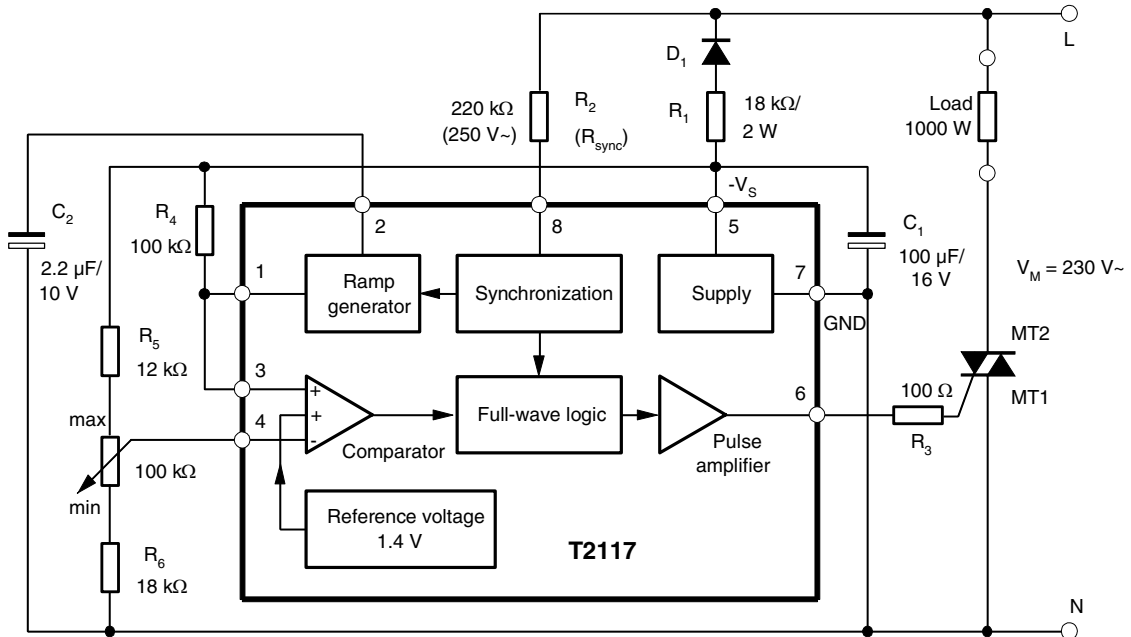 L
D₁
220 kΩ
(250 V~)
R₂
(Rsync)
R₁
18 kΩ/
2 W
Load
1000 W
-VS
C₂
2.2 µF/
10 V
R₄
100 kΩ
2
8
5
C₁
100 µF/
16 V
VM = 230 V~
1
Ramp
generator
Synchronization
Supply
7
GND
R₅
12 kΩ
3
+
+
-
4
Comparator
Full-wave logic
Pulse
amplifier
6
100 Ω
R₃
MT2
MT1
max
100 kΩ
min
Reference voltage
1.4 V
T2117
R₆
18 kΩ
N